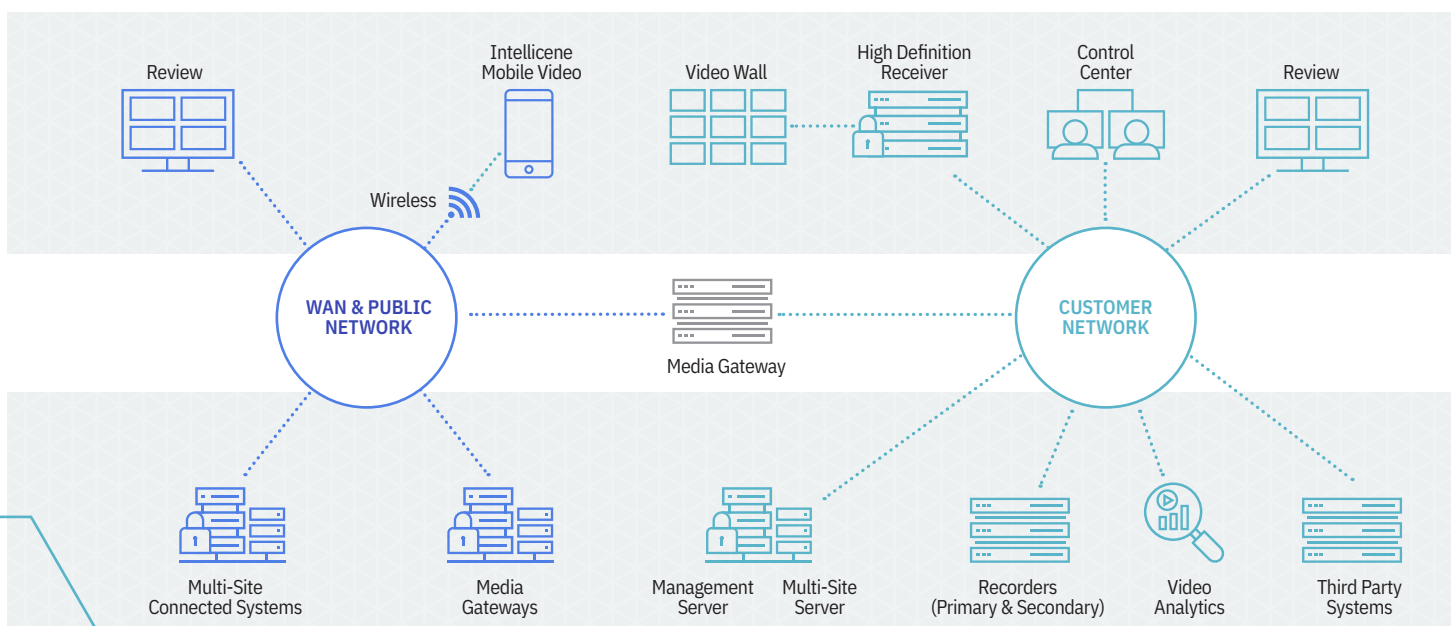 Review
Intellicene
Mobile Video
Video Wall
High Definition
Receiver
Control
Center
Review
Wireless
WAN & PUBLIC
NETWORK
Media Gateway
CUSTOMER
NETWORK
Multi-Site
Connected Systems
Media
Gateways
Management
Server
Multi-Site
Server
Recorders
(Primary & Secondary)
Video
Analytics
Third Party
Systems